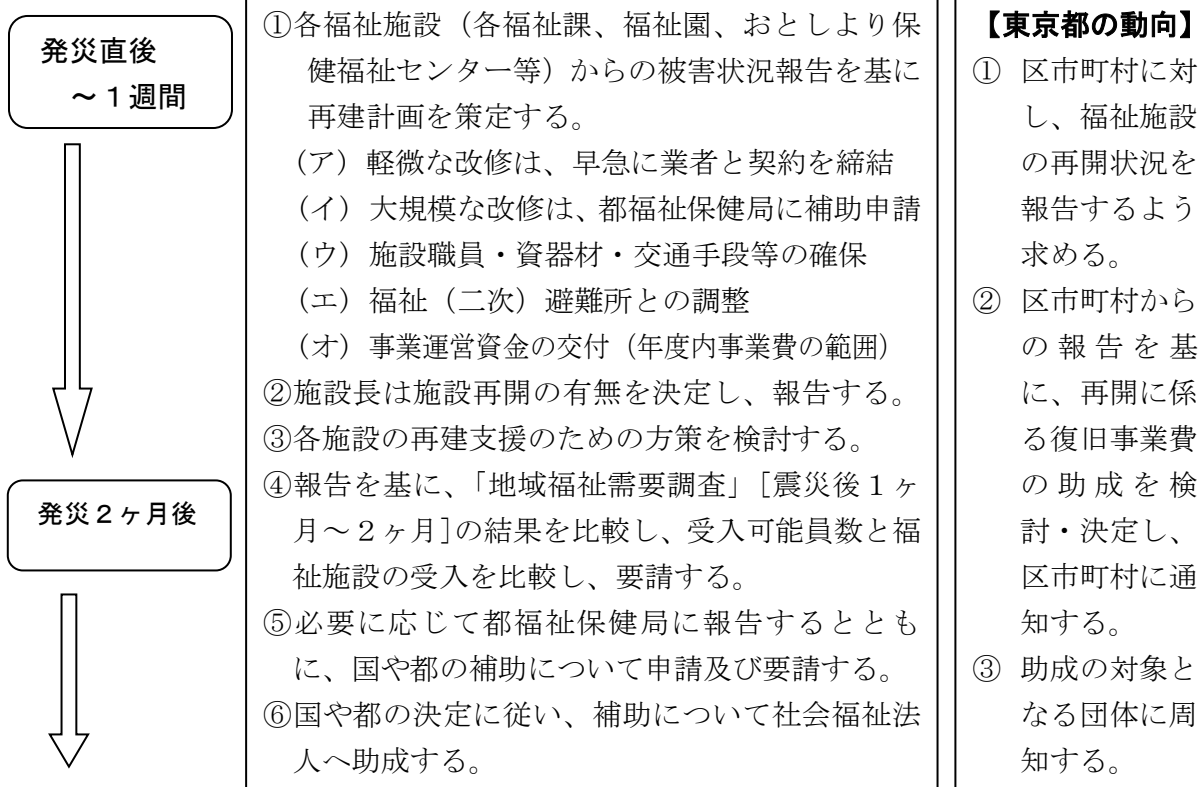 発災直後
～１週間
発災２ヶ月後
①各福祉施設（各福祉課、福祉園、おとしより保
健福祉センター等）からの被害状況報告を基に
再建計画を策定する。
（ア）軽微な改修は、早急に業者と契約を締結
（イ）大規模な改修は、都福祉保健局に補助申請
（ウ）施設職員・資器材・交通手段等の確保
（エ）福祉（二次）避難所との調整
（オ）事業運営資金の交付（年度内事業費の範囲）
②施設長は施設再開の有無を決定し、報告する。
③各施設の再建支援のための方策を検討する。
④報告を基に、「地域福祉需要調査」［震災後１ヶ
月～２ヶ月］の結果を比較し、受入可能員数と福
祉施設の受入を比較し、要請する。
⑤必要に応じて都福祉保健局に報告するととも
に、国や都の補助について申請及び要請する。
⑥国や都の決定に従い、補助について社会福祉法
人へ助成する。
【東京都の動向】
① 区市町村に対
し、福祉施設
の再開状況を
報告するよう
求める。
② 区市町村から
の報告を基
に、再開に係
る復旧事業費
の助成を検
討・決定し、
区市町村に通
知する。
③ 助成の対象と
なる団体に周
知する。